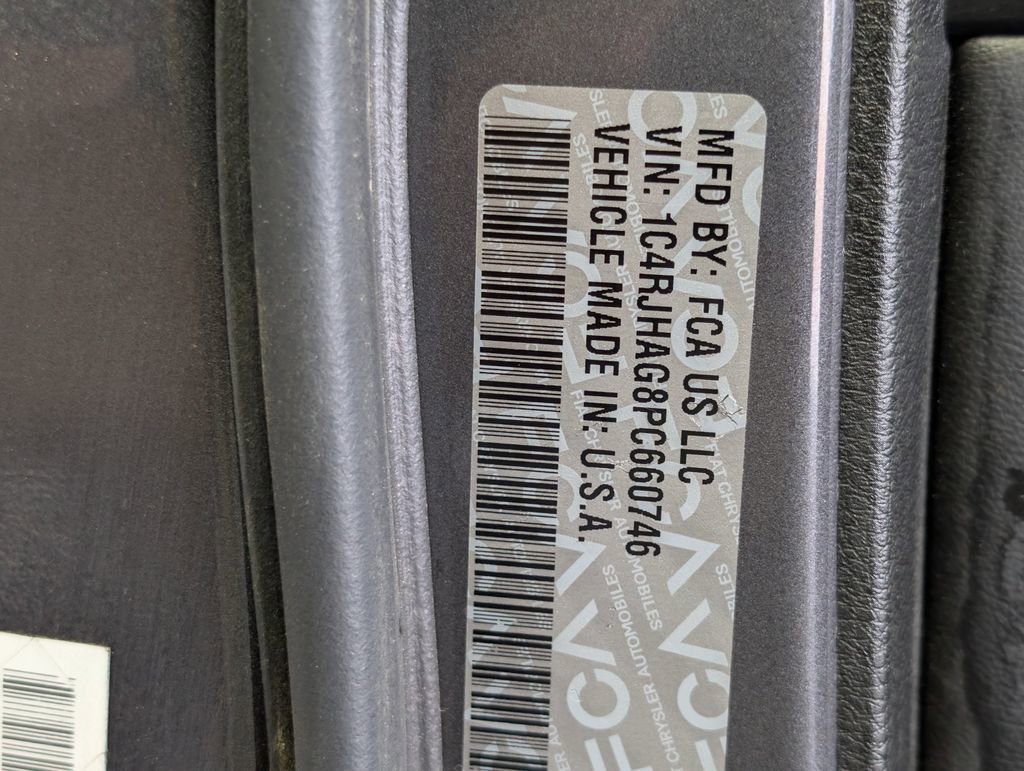 MFD BY: FCA US LLC
VIN: 1C4RJHAG8PC660746
VEHICLE MADE IN: U.S.A.